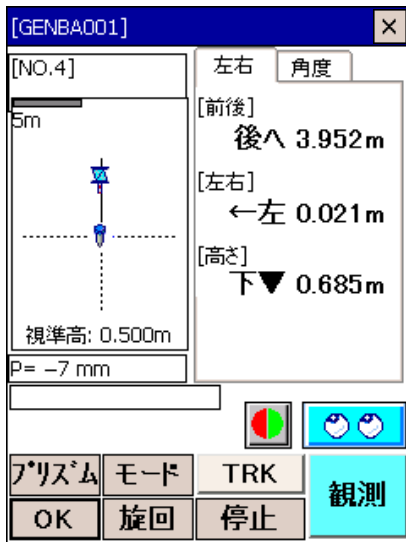 [GENBA001]
[NO.4]
5m
視準高: 0.500m
P= -7 mm
左右
角度
[前後]
後へ 3.952m
[左右]
←左 0.021m
[高さ]
下▼ 0.685m
プリズム
モード
TRK
観測
OK
旋回
停止